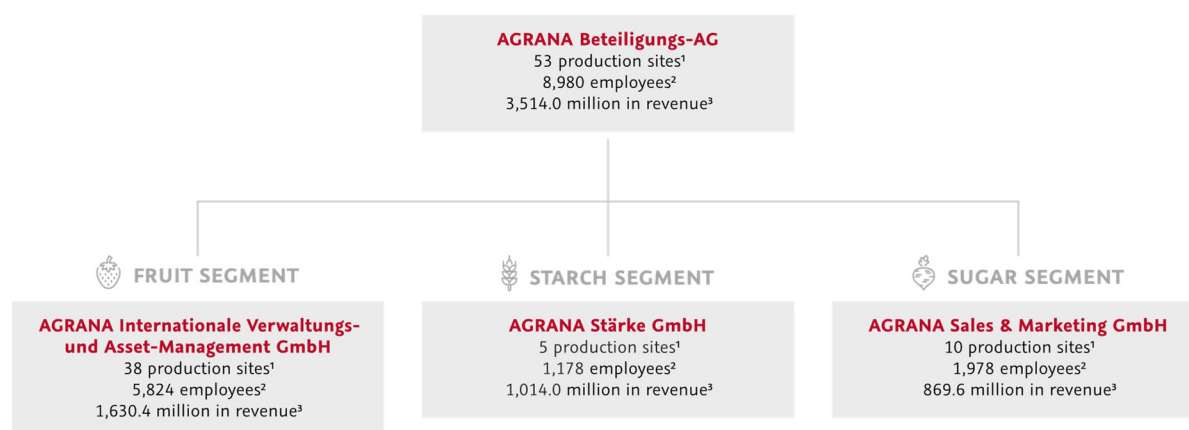 AGRANA Beteiligungs-AG
53 production sites¹
8,980 employees²
3,514.0 million in revenue³
FRUIT SEGMENT
AGRANA Internationale Verwaltungs-
und Asset-Management GmbH
38 production sites¹
5,824 employees²
1,630.4 million in revenue³
STARCH SEGMENT
AGRANA Stärke GmbH
5 production sites¹
1,178 employees²
1,014.0 million in revenue³
SUGAR SEGMENT
AGRANA Sales & Marketing GmbH
10 production sites¹
1,978 employees²
869.6 million in revenue³